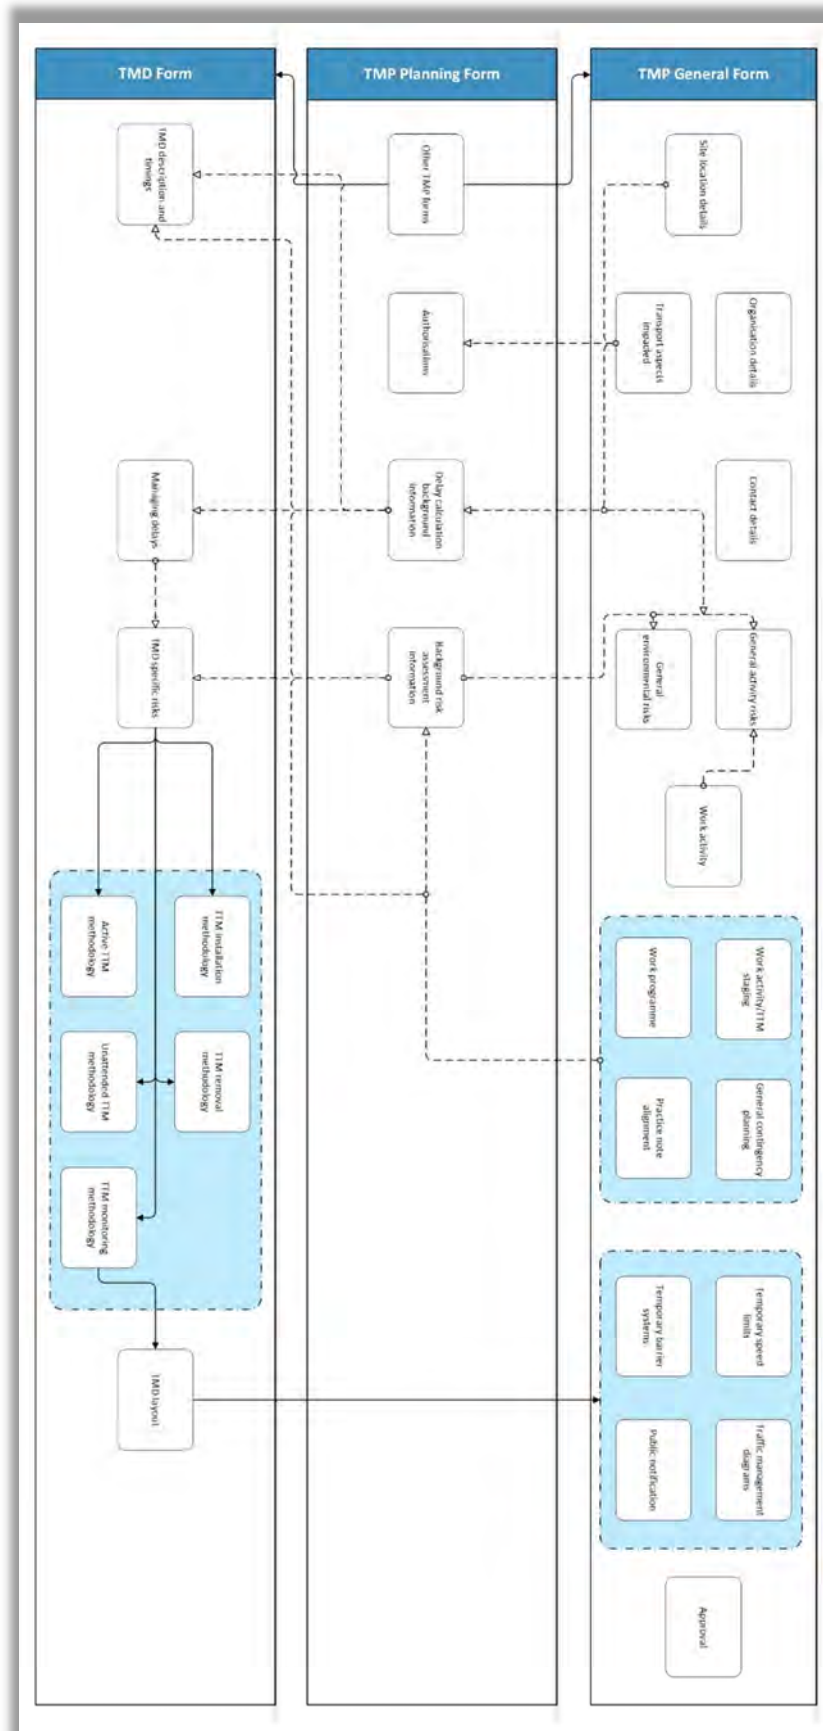 TMD Form
TMP Planning Form
TMP General Form
TMD description and
timings
Managing delays
TMD specific risks
TTM installation
methodology
Active TTM
methodology
TTM removal
methodology
Unattended TTM
methodology
TTM monitoring
methodology
TMD layout
Other TMP forms
Authorisations
Delay calculation
background
information
Background risk
assessment
information
Site location details
Organisation details
Transport aspects
impacted
Contact details
General activity risks
General
environmental risks
Work activity
Work activity/TTM
staging
Work programme
General contingency
planning
Practice note
alignment
Temporary speed
limits
Temporary barrier
systems
Traffic management
diagrams
Public notification
Approval